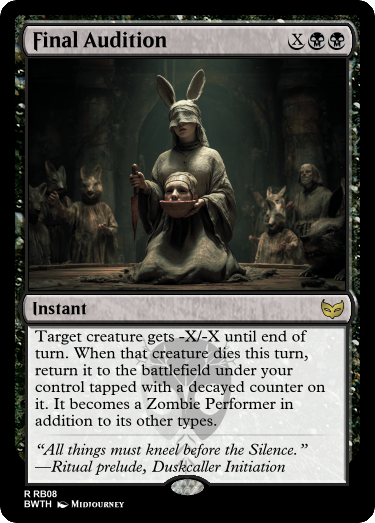 Final Audition X
Instant
Target creature gets -X/-X until end of
turn. When that creature dies this turn,
return it to the battlefield under your
control tapped with a decayed counter on
it. It becomes a Zombie Performer in
addition to its other types.
“All things must kneel before the Silence.”
—Ritual prelude, Duskcaller Initiation
R RB08
BWTH Midjourney